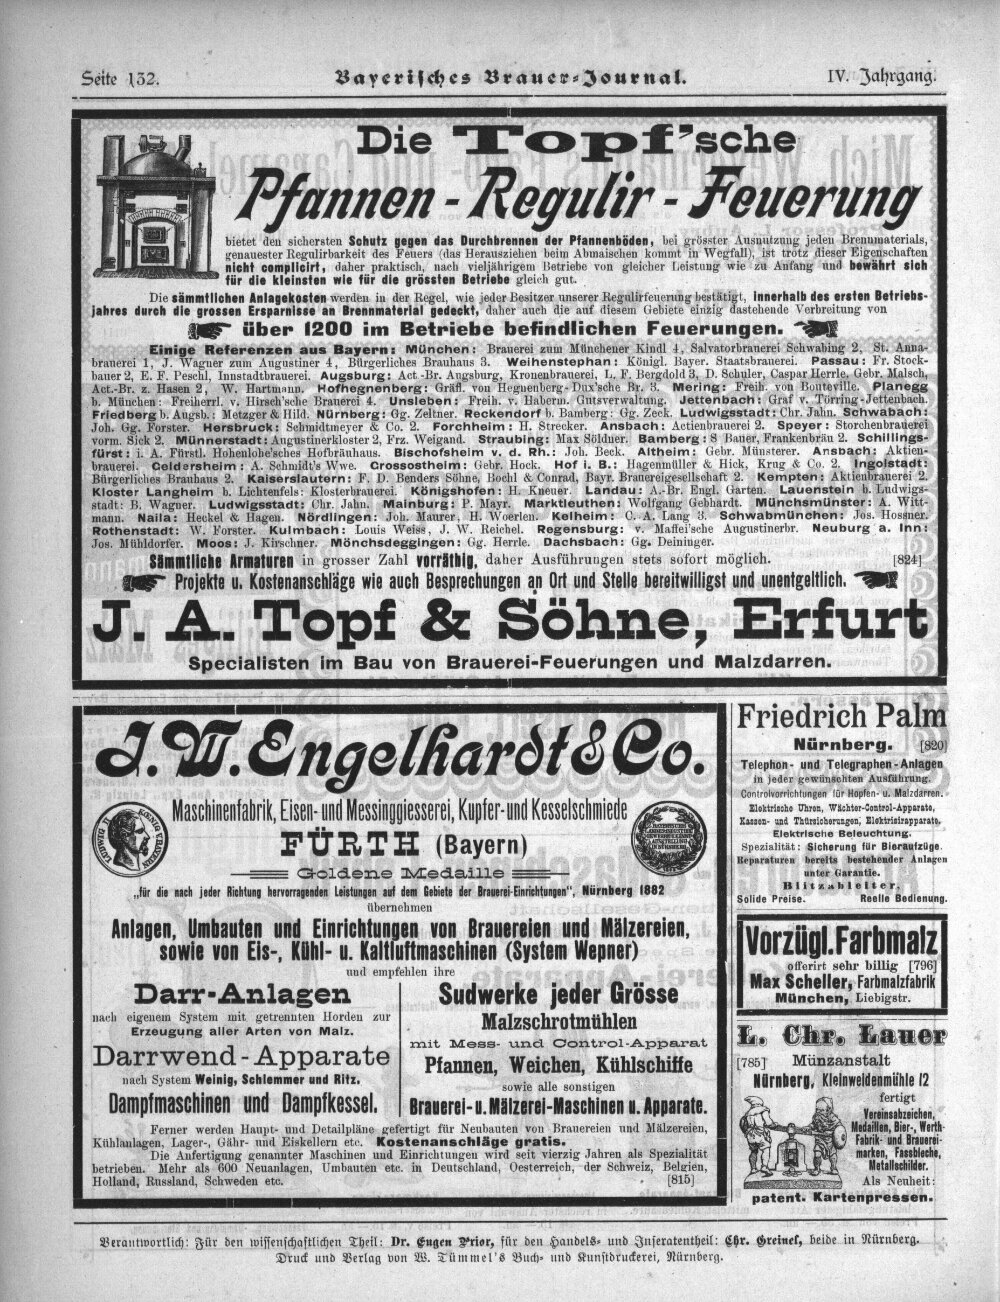 Seite 132.
Bayerisches Brauer-Journal.
IV. Jahrgang.
Die Topf'sche
Pfannen-Regulir-Feuerung
bietet den sichersten Schutz gegen das Durchbrennen der Pfannenböden, bei grösster Ausnutzung jeden Brennmaterials,
genauester Regulirbarkeit des Feuers (das Herausziehen beim Abmaischen kommt in Wegfall), ist trotz dieser Eigenschaften
nicht complicirt, daher praktisch, nach vieljährigem Betriebe von gleicher Leistung wie zu Anfang und bewährt sich
für die kleinsten wie für die grössten Betriebe gleich gut.
Die sämmtlichen Anlagekosten werden in der Regel, wie jeder Besitzer unserer Regulirfeuerung bestätigt, innerhalb des ersten Betriebs-
jahres durch die grossen Ersparnisse an Brennmaterial gedeckt, daher auch die auf diesem Gebiete einzig dastehende Verbreitung von
über 1200 im Betriebe befindlichen Feuerungen.
Einige Referenzen aus Bayern: München: Brauerei zum Münchener Kindl 4, Salvatorbrauerei Schwabing 2, St. Anna-
brauerei 1, J. Wagner zum Augustiner 4, Bürgerliches Brauhaus 3. Weihenstephan: Königl. Bayer. Staatsbrauerei. Passau: Fr. Stock-
bauer 2, E. F. Peschl, Innstadtbrauerei. Augsburg: Act.-Br. Augsburg, Kronenbrauerei, L. F. Bergdold 3, D. Schuler, Caspar Herrle. Gebr. Malsch,
Act.-Br. z. Hasen 2, W. Hartmann. Hofhegnenberg: Gräfl. von Hegnenberg-Dux'sche Br. 3. Mering: Freih. von Bouteville. Planegg
b. München: Freiherrl. v. Hirsch'sche Brauerei 4. Unsleben: Freih. v. Haberm. Gutsverwaltung. Jettenbach: Graf v. Törring-Jettenbach.
Friedberg b. Augsb.: Metzger & Hild. Nürnberg: Gg. Zeltner. Reckendorf b. Bamberg: Gg. Zeck. Ludwigsstadt: Chr. Jahn. Schwabach:
Joh. Gg. Forster. Hersbruck: Schmidtmeyer & Co. 2. Forchheim: H. Strecker. Ansbach: Actienbrauerei 2. Speyer: Storchenbrauerei
vorm. Sick 2. Münnerstadt: Augustinerkloster 2, Frz. Weigand. Straubing: Max Söldner. Bamberg: 8 Bauer, Frankenbräu 2. Schillings-
fürst: i. A. Fürstl. Hohenlohe'sches Hofbräuhaus. Bischofsheim v. d. Rh.: Joh. Beck. Altheim: Gebr. Münsterer. Ansbach: Aktien-
brauerei. Geldersheim: A. Schmidt's Wwe. Crossostheim: Gebr. Hock. Hof i. B.: Hagenmüller & Hick, Krug & Co. 2. Ingolstadt:
Bürgerliches Brauhaus 2. Kaiserslautern: F. D. Benders Söhne, Bochl & Conrad, Bayr. Brauereigesellschaft 2. Kempten: Aktienbrauerei 2.
Kloster Langheim b. Lichtenfels: Klosterbrauerei. Königshofen: H. Kneuer. Landau: A.-Br. Engl. Garten. Lauenstein b. Ludwigs-
stadt: B. Wagner. Ludwigsstadt: Chr. Jahn. Mainburg: P. Mayr. Marktleuthen: Wolfgang Gebhardt. Münchsmünster: A. Witt-
mann. Naila: Heckel & Hagen. Nördlingen: Joh. Maurer, H. Woerlen. Kelheim: C. A. Lang 3. Schwabmünchen: Jos. Hossner.
Rothenstadt: W. Forster. Kulmbach: Louis Weiss, J. W. Reichel. Regensburg: v. Maffei'sche Augustinerbr. Neuburg a. Inn:
Jos. Mühldorfer. Moos: J. Kirschner. Mönchsdeggingen: Gg. Herrle. Dachsbach: Gg. Deininger.
Sämmtliche Armaturen in grosser Zahl vorräthig, daher Ausführungen stets sofort möglich. [824]
Projekte u. Kostenanschläge wie auch Besprechungen an Ort und Stelle bereitwilligst und unentgeltlich.
J. A. Topf & Söhne, Erfurt
Specialisten im Bau von Brauerei-Feuerungen und Malzdarren.
J. W. Engelhardt & Co.
Maschinenfabrik, Eisen- und Messinggiesserei, Kupfer- und Kesselschmiede
FÜRTH (Bayern)
LUDWIG II KOENIG V. BAYERN
BAYERISCHE LANDES INDUSTRIE GEWERBE U. KUNST AUSSTELLUNG IN NÜRNBERG
Goldene Medaille
„für die nach jeder Richtung hervorragenden Leistungen auf dem Gebiete der Brauerei-Einrichtungen", Nürnberg 1882
übernehmen
Anlagen, Umbauten und Einrichtungen von Brauereien und Mälzereien,
sowie von Eis-, Kühl- u. Kaltluftmaschinen (System Wepner)
und empfehlen ihre
Darr-Anlagen
nach eigenem System mit getrennten Horden zur
Erzeugung aller Arten von Malz.
Darrwend-Apparate
nach System Weinig, Schlemmer und Ritz.
Dampfmaschinen und Dampfkessel.
Sudwerke jeder Grösse
Malzschrotmühlen
mit Mess- und Control-Apparat
Pfannen, Weichen, Kühlschiffe
sowie alle sonstigen
Brauerei- u. Mälzerei-Maschinen u. Apparate.
Ferner werden Haupt- und Detailpläne gefertigt für Neubauten von Brauereien und Mälzereien,
Kühlanlagen, Lager-, Gähr- und Eiskellern etc. Kostenanschläge gratis.
Die Anfertigung genannter Maschinen und Einrichtungen wird seit vierzig Jahren als Spezialität
betrieben. Mehr als 600 Neuanlagen, Umbauten etc. in Deutschland, Oesterreich, der Schweiz, Belgien,
Holland, Russland, Schweden etc. [815]
Friedrich Palm
Nürnberg. [820]
Telephon- und Telegraphen-Anlagen
in jeder gewünschten Ausführung.
Controlvorrichtungen für Hopfen- u. Malzdarren.
Elektrische Uhren, Wächter-Control-Apparate,
Kassen- und Thürsicherungen, Elektrisirapparate,
Elektrische Beleuchtung.
Spezialität: Sicherung für Bieraufzüge.
Reparaturen bereits bestehender Anlagen
unter Garantie.
Blitzableiter,
Solide Preise. Reelle Bedienung.
Vorzügl. Farbmalz
offerirt sehr billig [796]
Max Scheller, Farbmalzfabrik
München, Liebigstr.
L. Chr. Lauer
[785] Münzanstalt
Nürnberg, Kleinweidenmühle 12
fertigt
Vereinsabzeichen,
Medaillen, Bier-, Werth-
Fabrik- und Brauerei-
marken, Fassbleche,
Metallschilder.
Als Neuheit:
patent. Kartenpressen.
Verantwortlich: Für den wissenschaftlichen Theil: Dr. Eugen Prior, für den Handels- und Inseratentheil: Chr. Greinel, beide in Nürnberg.
Druck und Verlag von W. Tümmel's Buch- und Kunstdruckerei, Nürnberg.